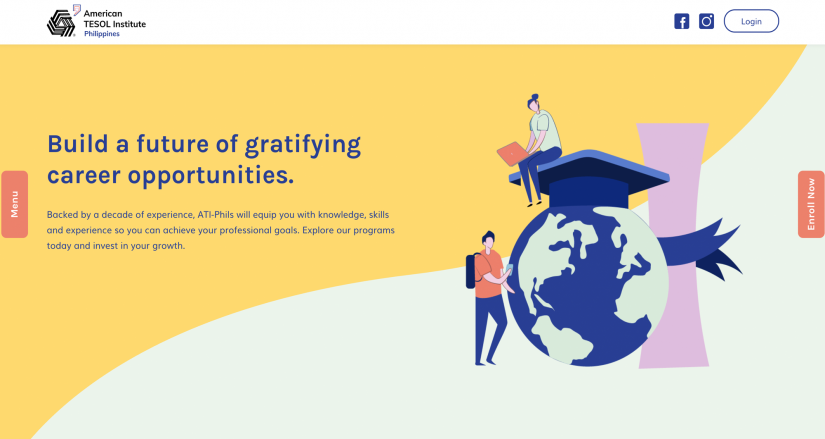 American
TESOL Institute
Philippines
Login
Build a future of gratifying
career opportunities.
Backed by a decade of experience, ATI-Phils will equip you with knowledge, skills
and experience so you can achieve your professional goals. Explore our programs
today and invest in your growth.
Menu
Enroll Now